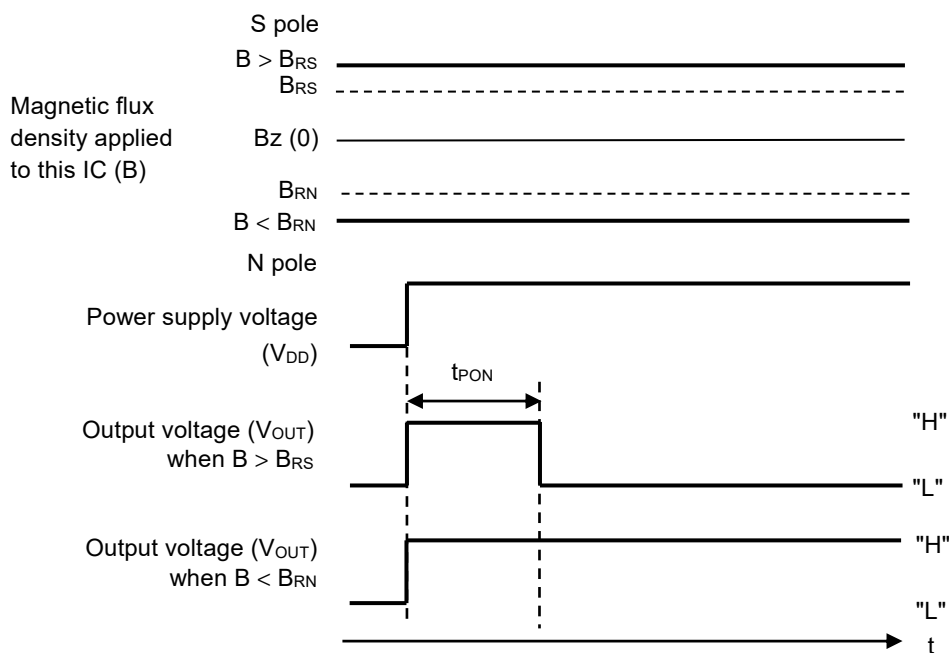 S pole
B > BRS
BRS
Magnetic flux
density applied
to this IC (B)
Bz (0)
BRN
B < BRN
N pole
Power supply voltage
(VDD)
tPON
Output voltage (VOUT)
when B > BRS
"H"
"L"
Output voltage (VOUT)
when B < BRN
"H"
"L"
t